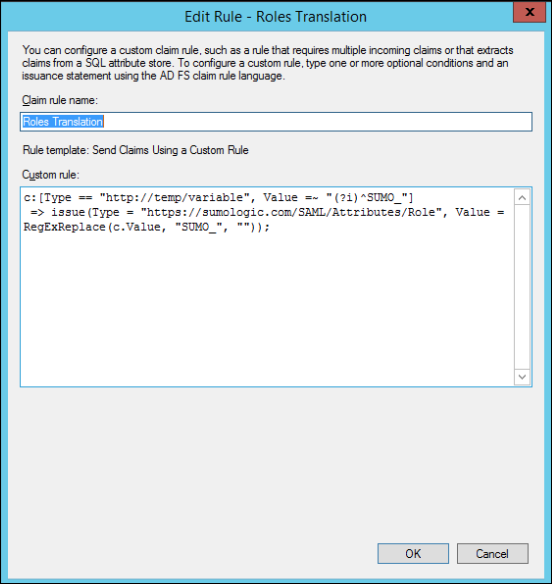 Edit Rule - Roles Translation
x
You can configure a custom claim rule, such as a rule that requires multiple incoming claims or that extracts
claims from a SQL attribute store. To configure a custom rule, type one or more optional conditions and an
issuance statement using the AD FS claim rule language.
Claim rule name:
Roles Translation
Rule template: Send Claims Using a Custom Rule
Custom rule:
c:[Type == "http://temp/variable", Value =~ "(?i)^SUMO_"]
=> issue(Type = "https://sumologic.com/SAML/Attributes/Role", Value =
RegExReplace(c.Value, "SUMO_", ""));
OK
Cancel